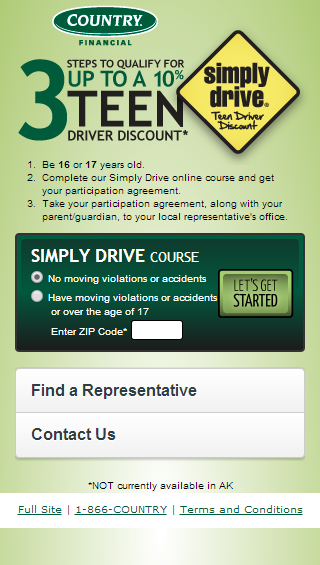 COUNTRY®
FINANCIAL
3 STEPS TO QUALIFY FOR
UP TO A 10%
TEEN
DRIVER DISCOUNT*
simply
drive®
Teen Driver
Discount
1. Be 16 or 17 years old.
2. Complete our Simply Drive online course and get
your participation agreement.
3. Take your participation agreement, along with your
parent/guardian, to your local representative's office.
SIMPLY DRIVE COURSE
No moving violations or accidents
Have moving violations or accidents
or over the age of 17
LET'S GET
STARTED
Enter ZIP Code*
Find a Representative
Contact Us
*NOT currently available in AK
Full Site | 1-866-COUNTRY | Terms and Conditions